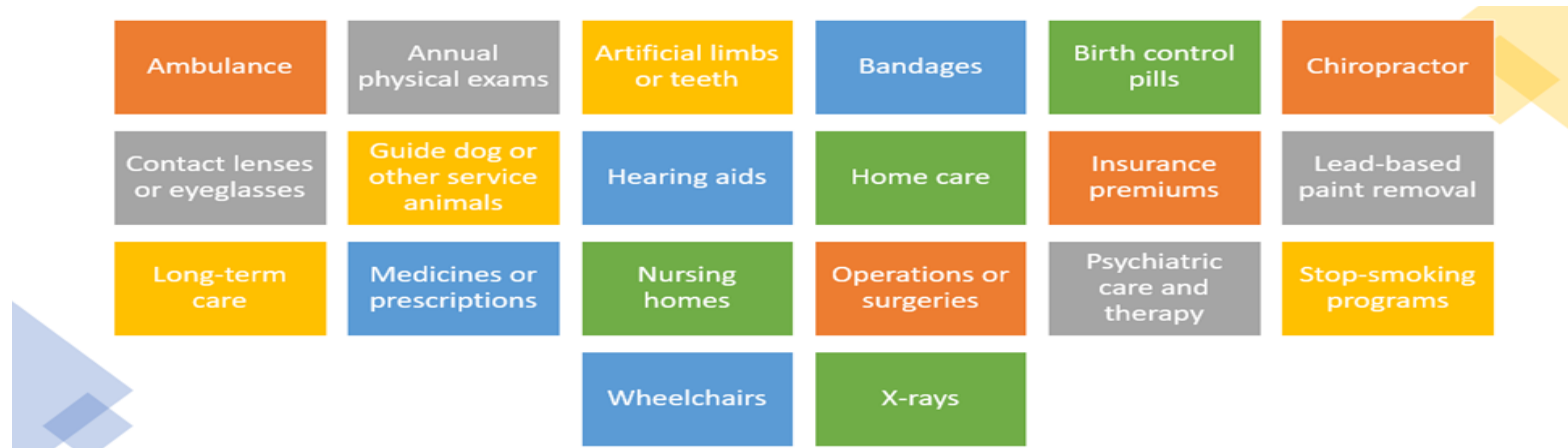 Ambulance
Annual
physical exams
Artificial limbs
or teeth
Bandages
Birth control
pills
Chiropractor
Contact lenses
or eyeglasses
Guide dog or
other service
animals
Hearing aids
Home care
Insurance
premiums
Lead-based
paint removal
Long-term
care
Medicines or
prescriptions
Nursing
homes
Operations or
surgeries
Psychiatric
care and
therapy
Stop-smoking
programs
Wheelchairs
X-rays